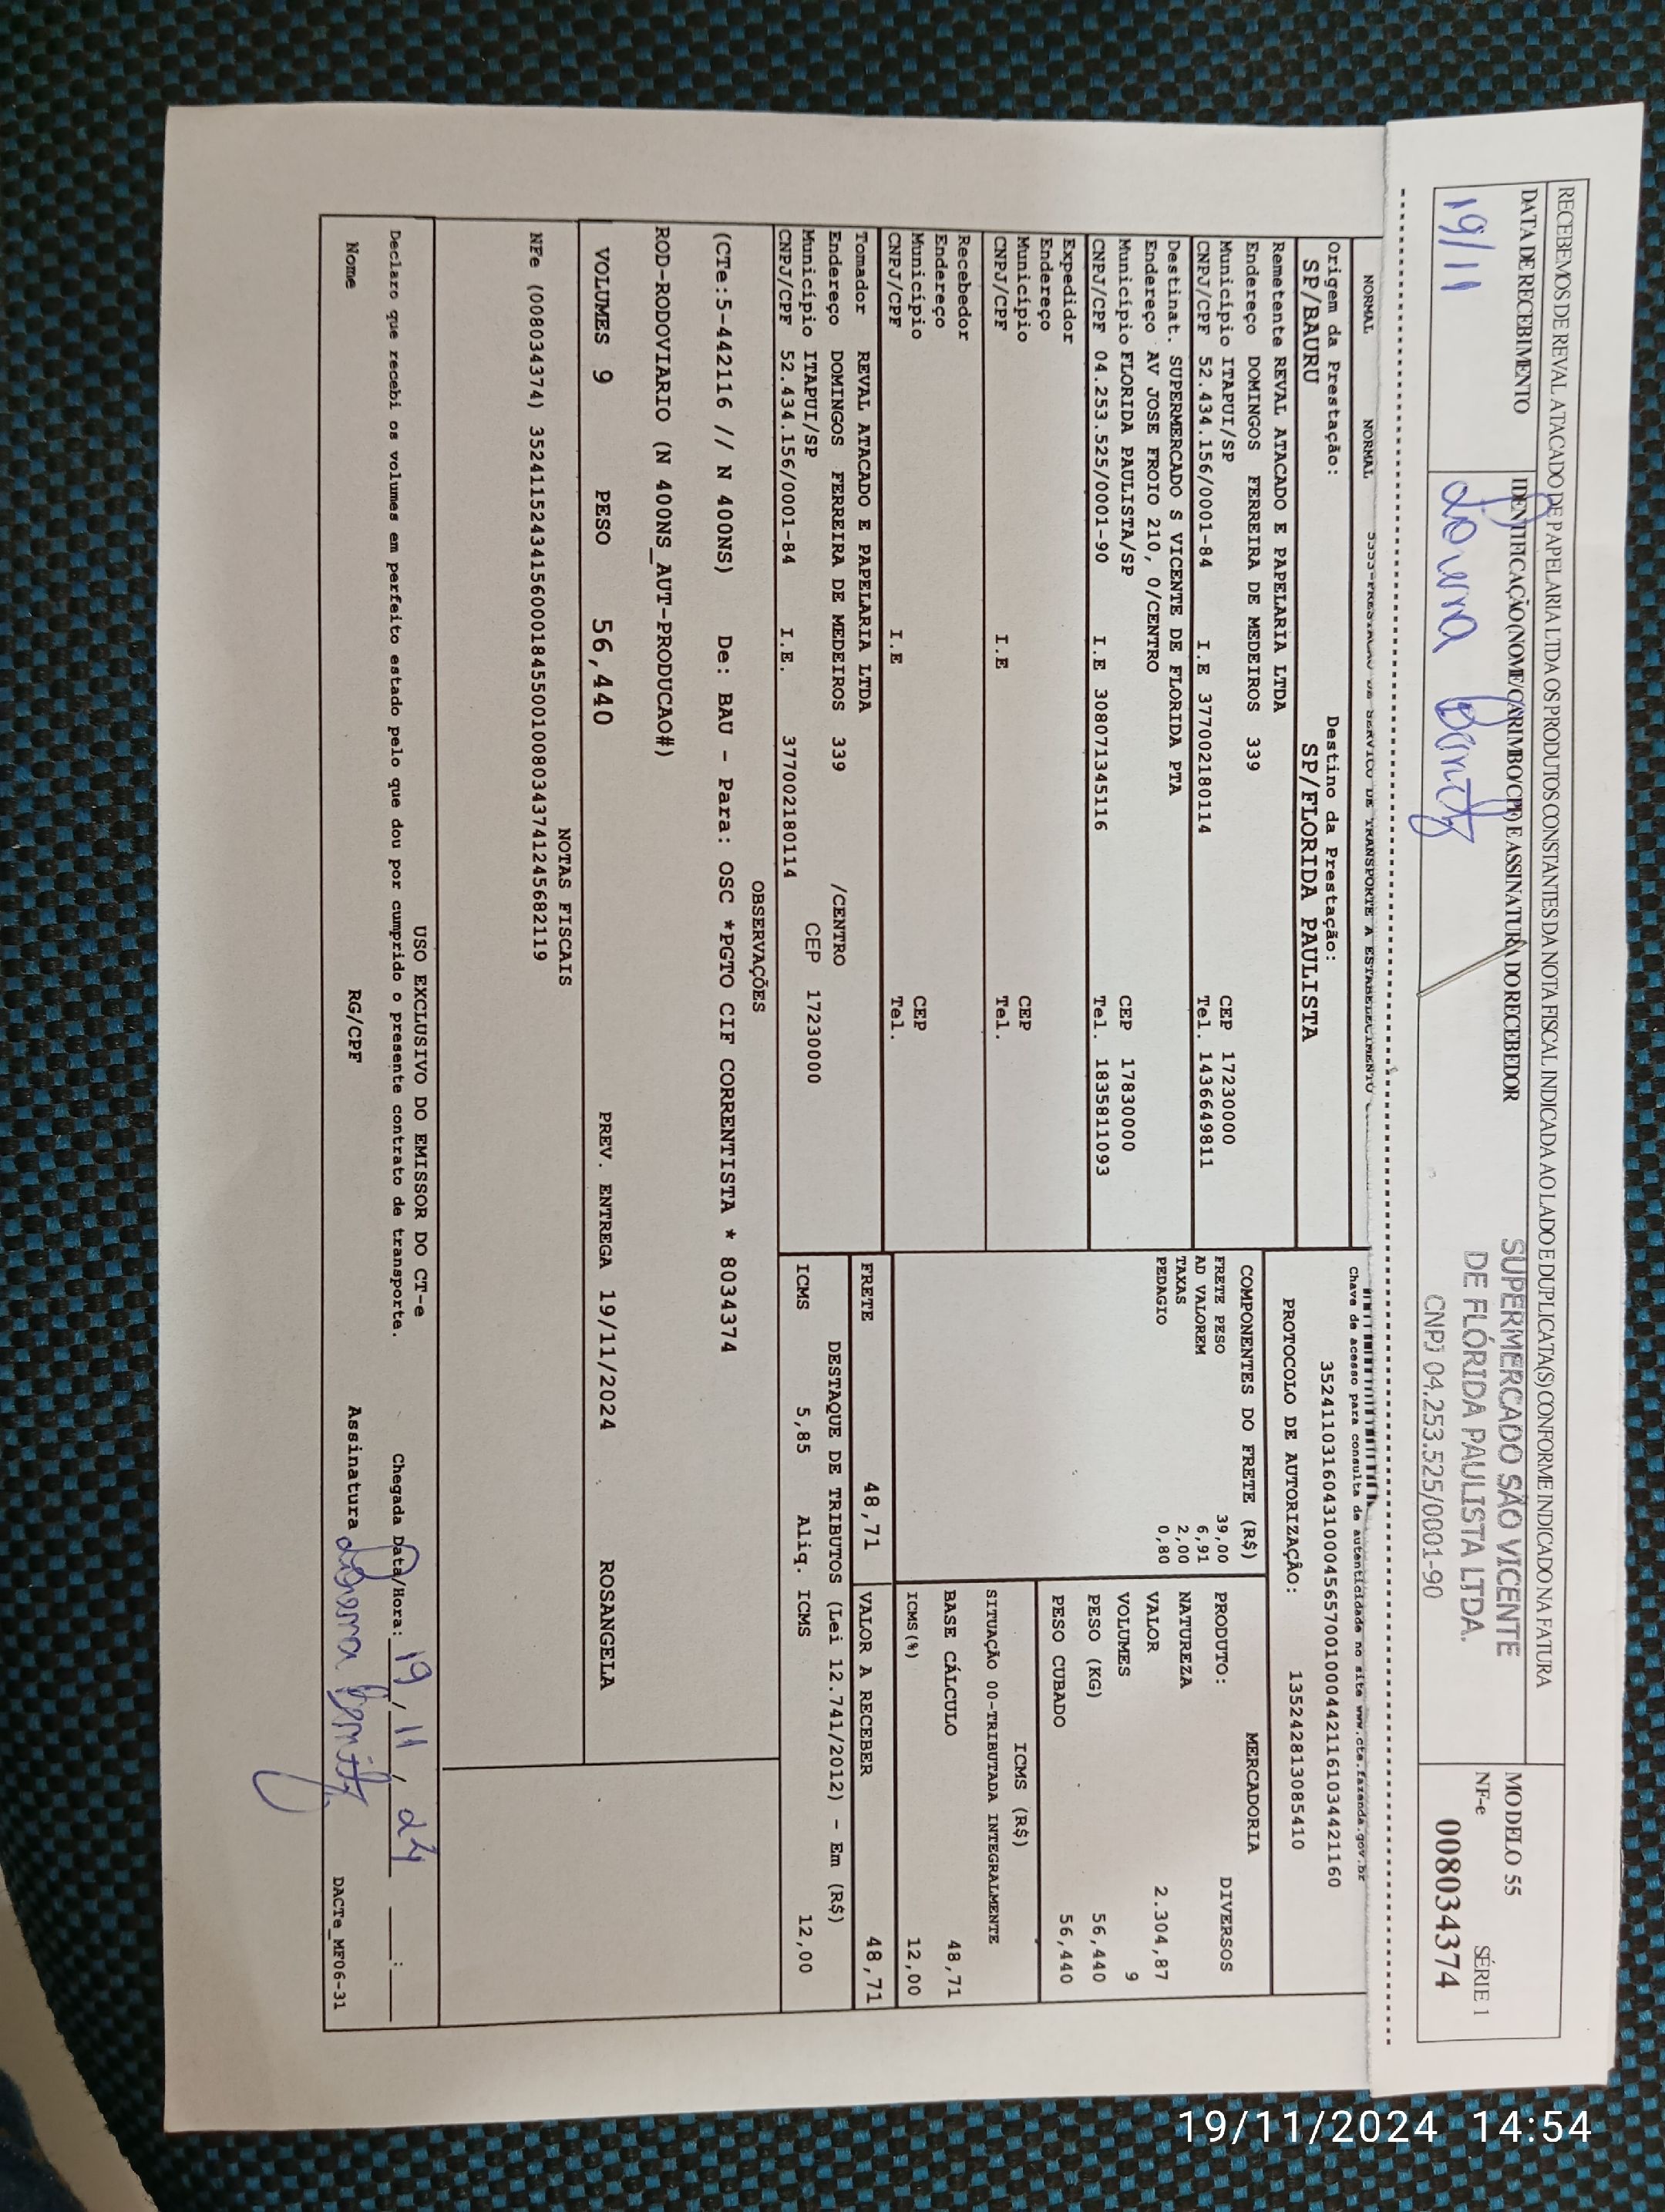 RECEBEMOS DE REVAL ATACADO DE PAPELARIA LTDA OS PRODUTOS CONSTANTES DA NOTA FISCAL INDICADA AO LADO E DUPLICATA(S) CONFORME INDICADO NA FATURA
DATA DE RECEBIMENTO
19/11
IDENTIFICAÇÃO (NOME/CARIMBO/CPF) E ASSINATURA DO RECEBEDOR
SUPERMERCADO SÃO VICENTE
DE FLÓRIDA PAULISTA LTDA.
CNPJ 04.253.525/0001-90
MODELO 55
NF-e SÉRIE 1
008034374
NORMAL NORMAL 5353-PRESTACAO DE SERVICO DE TRANSPORTE A ESTABELECIMENTO
Chave de acesso para consulta de autenticidade no site www.cte.fazenda.gov.br
35241103160431000456570010004421161034421160
Origem da Prestação: Destino da Prestação:
SP/BAURU SP/FLORIDA PAULISTA
PROTOCOLO DE AUTORIZAÇÃO: 135242813085410
Remetente REVAL ATACADO E PAPELARIA LTDA
Endereço DOMINGOS FERREIRA DE MEDEIROS 339
Município ITAPUI/SP CEP 17230000
CNPJ/CPF 52.434.156/0001-84 I.E 377002180114 Tel. 1436649811
Destinat. SUPERMERCADO S VICENTE DE FLORIDA PTA
Endereço AV JOSE FROIO 210, 0/CENTRO
Município FLORIDA PAULISTA/SP CEP 17830000
CNPJ/CPF 04.253.525/0001-90 I.E 308071345116 Tel. 1835811093
Expedidor
Endereço
Município CEP
CNPJ/CPF I.E Tel.
Recebedor
Endereço
Município CEP
CNPJ/CPF I.E Tel.
Tomador REVAL ATACADO E PAPELARIA LTDA
Endereço DOMINGOS FERREIRA DE MEDEIROS 339 /CENTRO
Município ITAPUI/SP CEP 17230000
CNPJ/CPF 52.434.156/0001-84 I.E. 377002180114
COMPONENTES DO FRETE (R$)
FRETE PESO 39,00
AD VALOREM 6,91
TAXAS 2,00
PEDAGIO 0,80
MERCADORIA
PRODUTO: DIVERSOS
NATUREZA
VALOR 2.304,87
VOLUMES 9
PESO (KG) 56,440
PESO CUBADO 56,440
ICMS (R$)
SITUAÇÃO 00-TRIBUTADA INTEGRALMENTE
BASE CÁLCULO 48,71
ICMS(%) 12,00
FRETE 48,71 VALOR A RECEBER 48,71
DESTAQUE DE TRIBUTOS (Lei 12.741/2012) - Em (R$)
ICMS 5,85 Aliq. ICMS 12,00
OBSERVAÇÕES
(CTe:5-442116 // N 400NS) De: BAU - Para: OSC *PGTO CIF CORRENTISTA * 8034374
ROD-RODOVIARIO (N 400NS_AUT-PRODUCAO#)
VOLUMES 9 PESO 56,440 PREV. ENTREGA 19/11/2024 ROSANGELA
NOTAS FISCAIS
NFe (008034374) 35241152434156000184550010080343741245682119
USO EXCLUSIVO DO EMISSOR DO CT-e
Declaro que recebi os volumes em perfeito estado pelo que dou por cumprido o presente contrato de transporte. Chegada Data/Hora: 19/11/24 __:__
Nome RG/CPF Assinatura
DACTe_MF06-31
19/11/2024 14:54